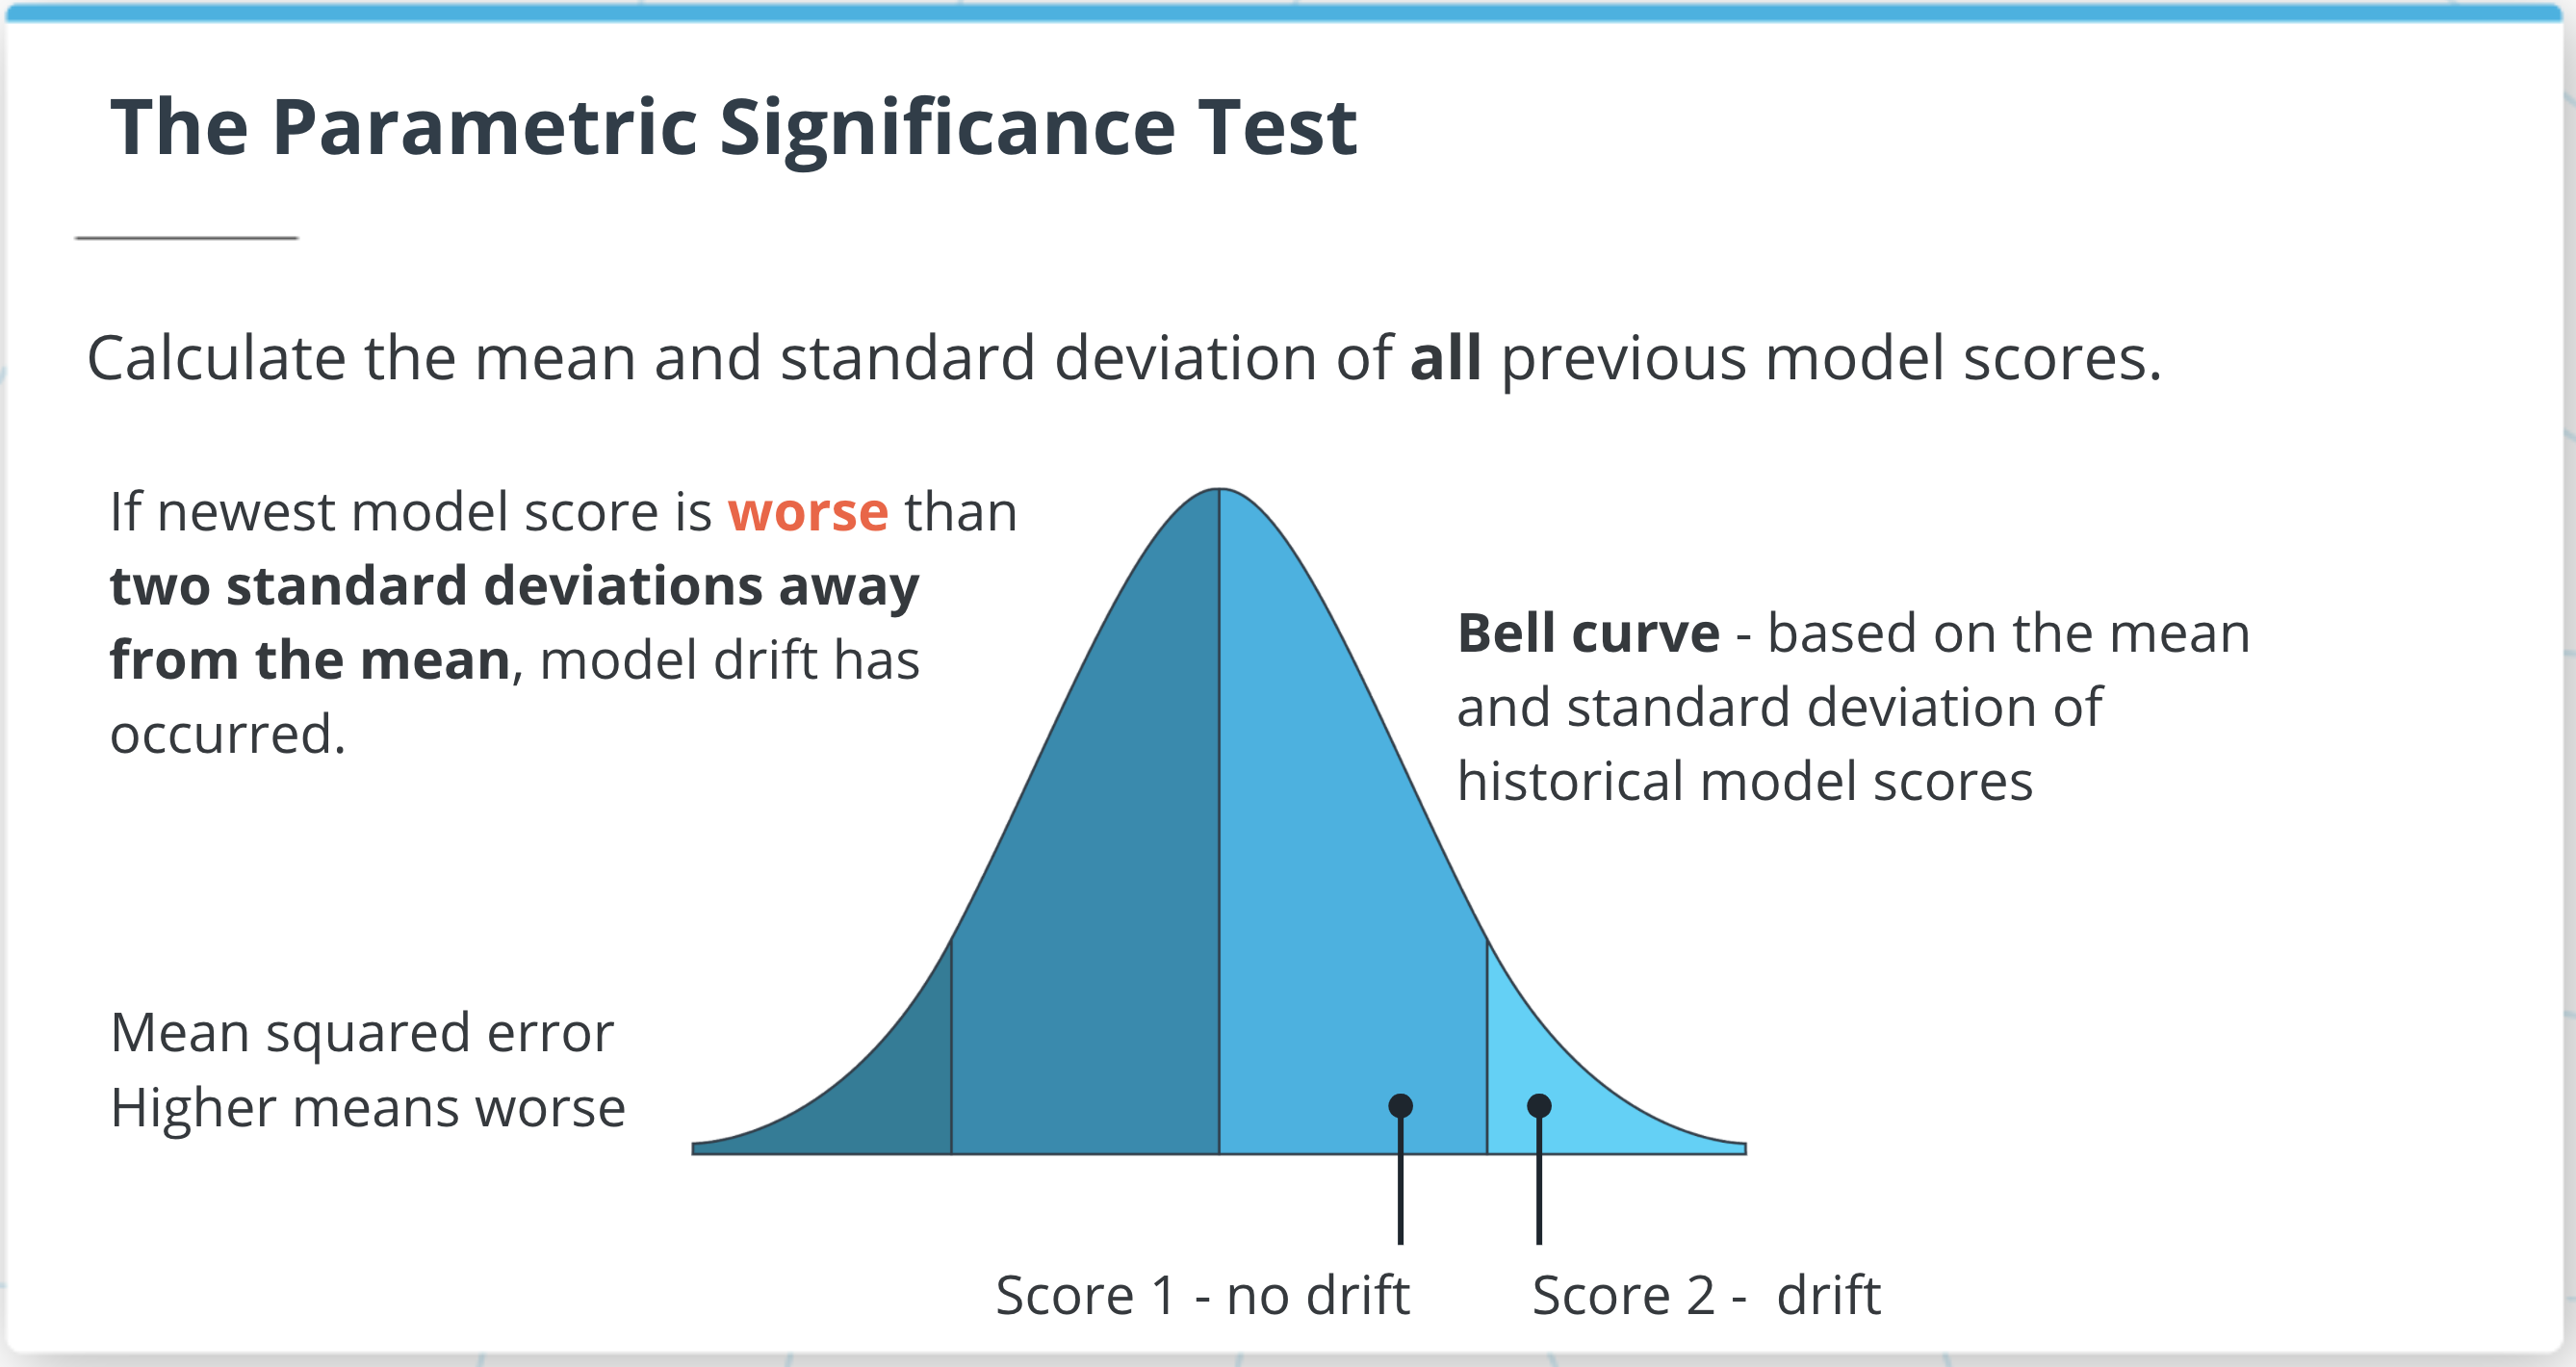 The Parametric Significance Test
Calculate the mean and standard deviation of all previous model scores.
If newest model score is worse than
two standard deviations away
from the mean, model drift has
occurred.
Bell curve - based on the mean
and standard deviation of
historical model scores
Mean squared error
Higher means worse
Score 1 - no drift
Score 2 -  drift